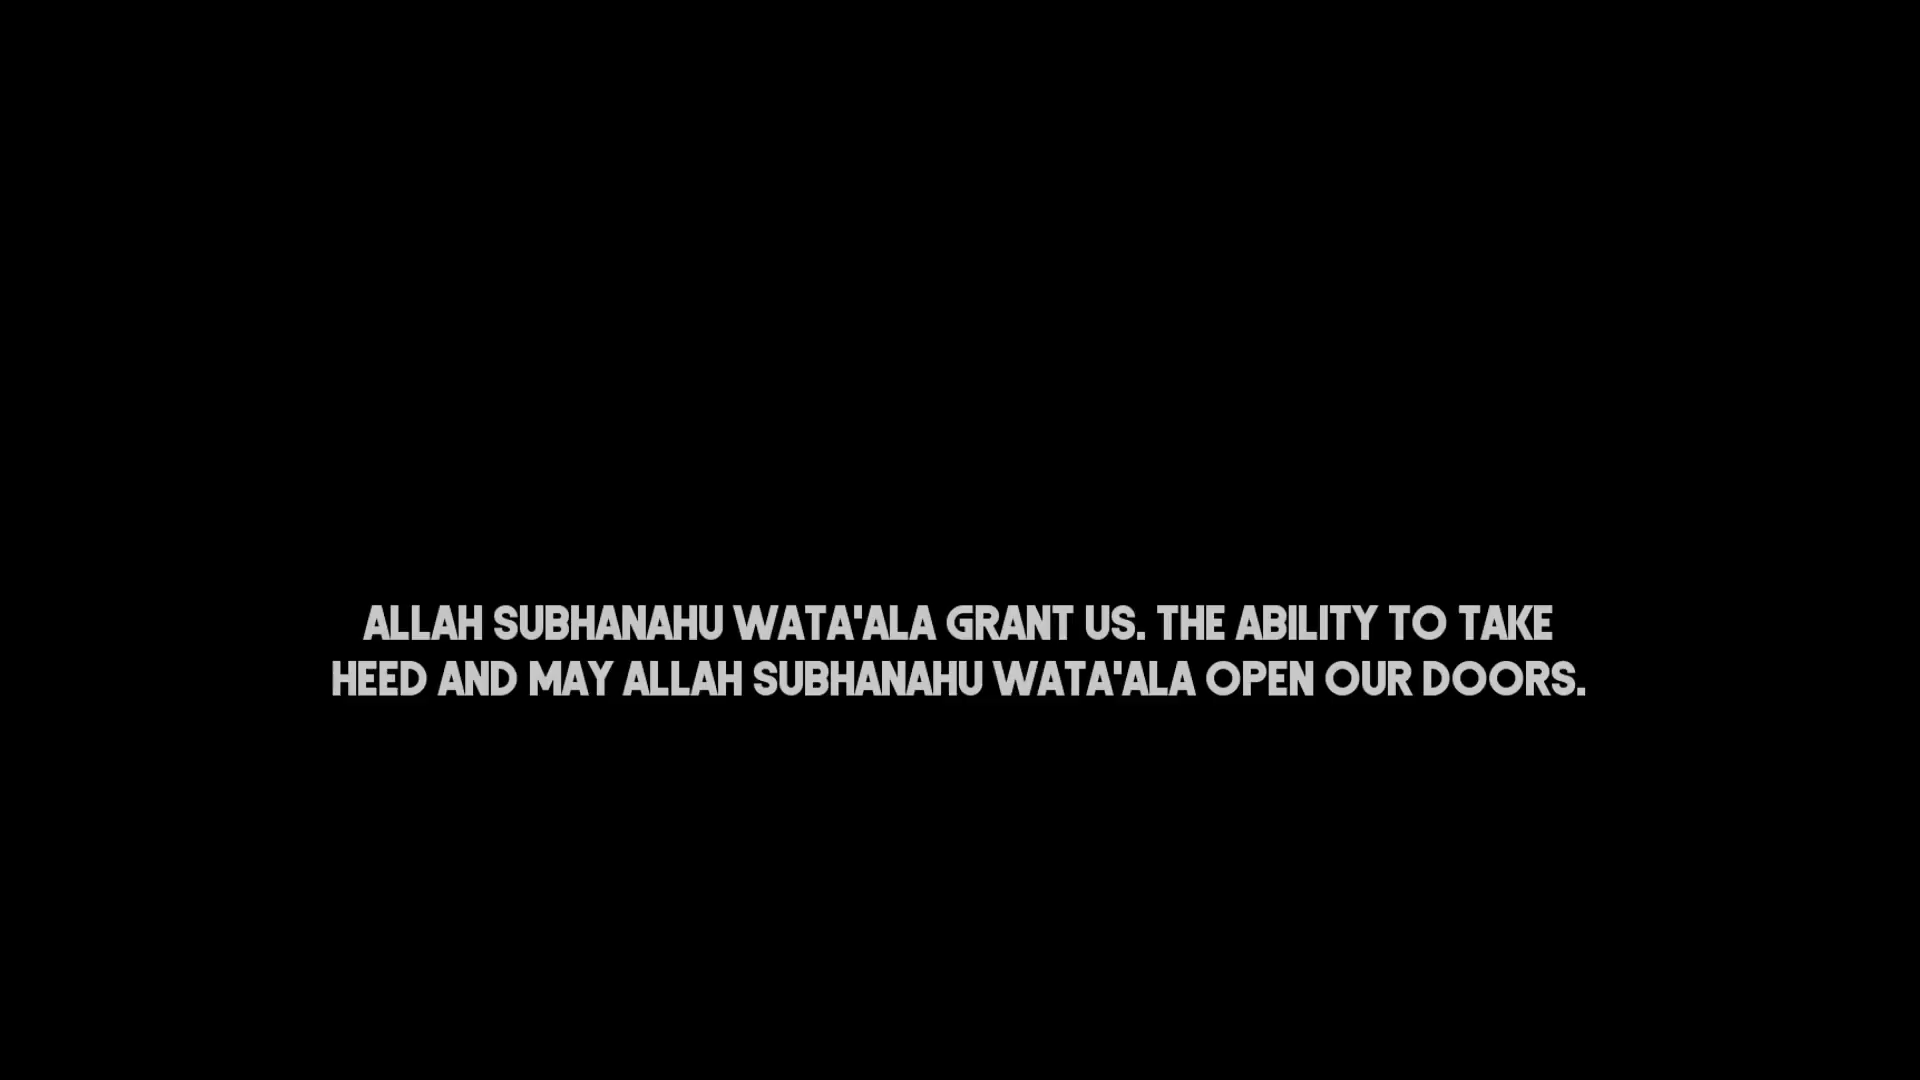 ALLAH SUBHANAHU WATA'ALA GRANT US. THE ABILITY TO TAKE
HEED AND MAY ALLAH SUBHANAHU WATA'ALA OPEN OUR DOORS.